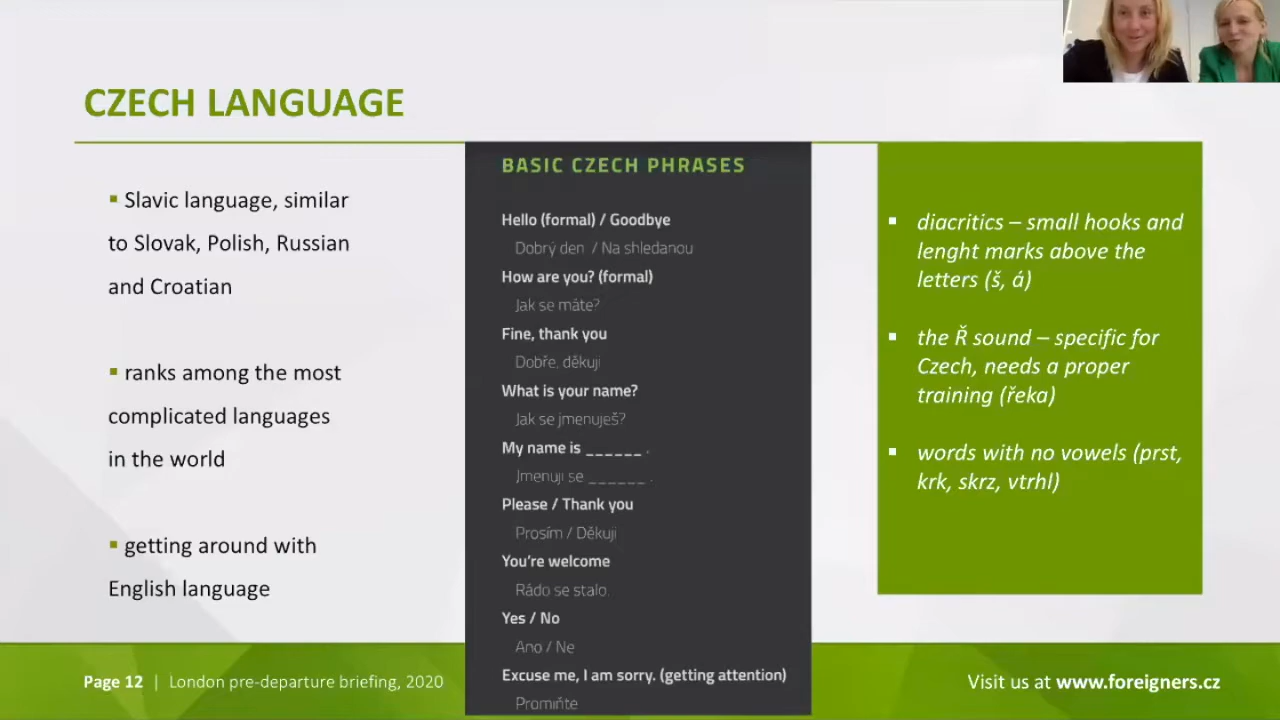 CZECH LANGUAGE
▪ Slavic language, similar
to Slovak, Polish, Russian
and Croatian
▪ ranks among the most
complicated languages
in the world
▪ getting around with
English language
BASIC CZECH PHRASES
Hello (formal) / Goodbye
Dobrý den / Na shledanou
How are you? (formal)
Jak se máte?
Fine, thank you
Dobře, děkuji
What is your name?
Jak se jmenuješ?
My name is ______ .
Jmenuji se ______ .
Please / Thank you
Prosím / Děkuji
You're welcome
Rádo se stalo.
Yes / No
Ano / Ne
Excuse me, I am sorry. (getting attention)
Promiňte
▪ diacritics – small hooks and
lenght marks above the
letters (š, á)
▪ the Ř sound – specific for
Czech, needs a proper
training (řeka)
▪ words with no vowels (prst,
krk, skrz, vtrhl)
Page 12 | London pre-departure briefing, 2020
Visit us at www.foreigners.cz